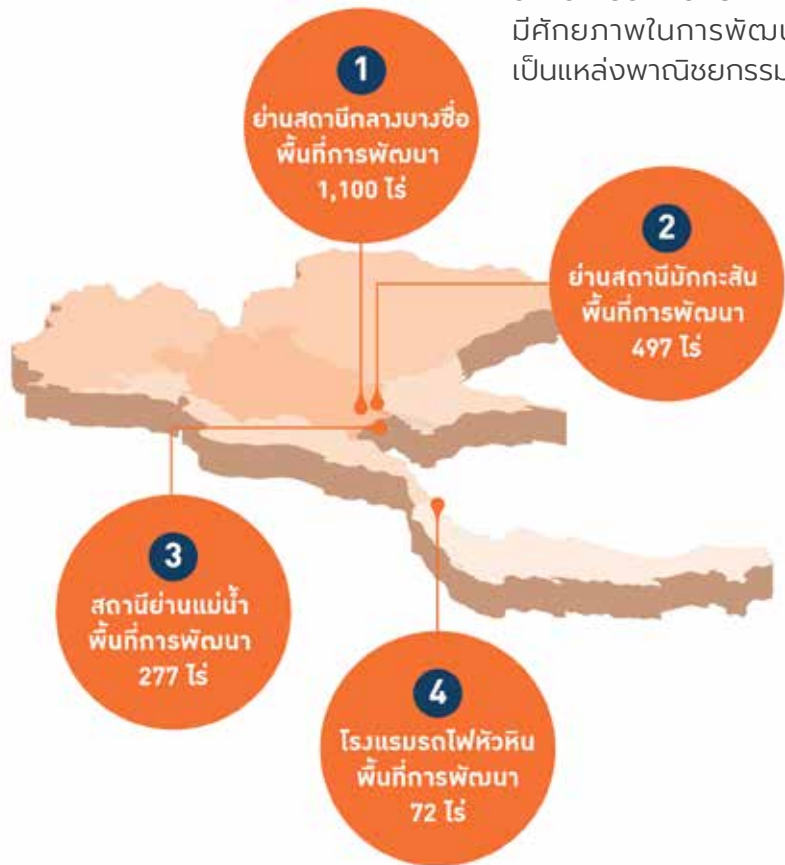 มีศักยภาพในการพัฒน
เป็นแหล่งพาณิชยกรรม
1
ย่านสถานีกลางบางซื่อ
พื้นที่การพัฒนา
1,100 ไร่
2
ย่านสถานีมักกะสัน
พื้นที่การพัฒนา
497 ไร่
3
สถานีย่านแม่น้ำ
พื้นที่การพัฒนา
277 ไร่
4
โรงแรมรถไฟหัวหิน
พื้นที่การพัฒนา
72 ไร่